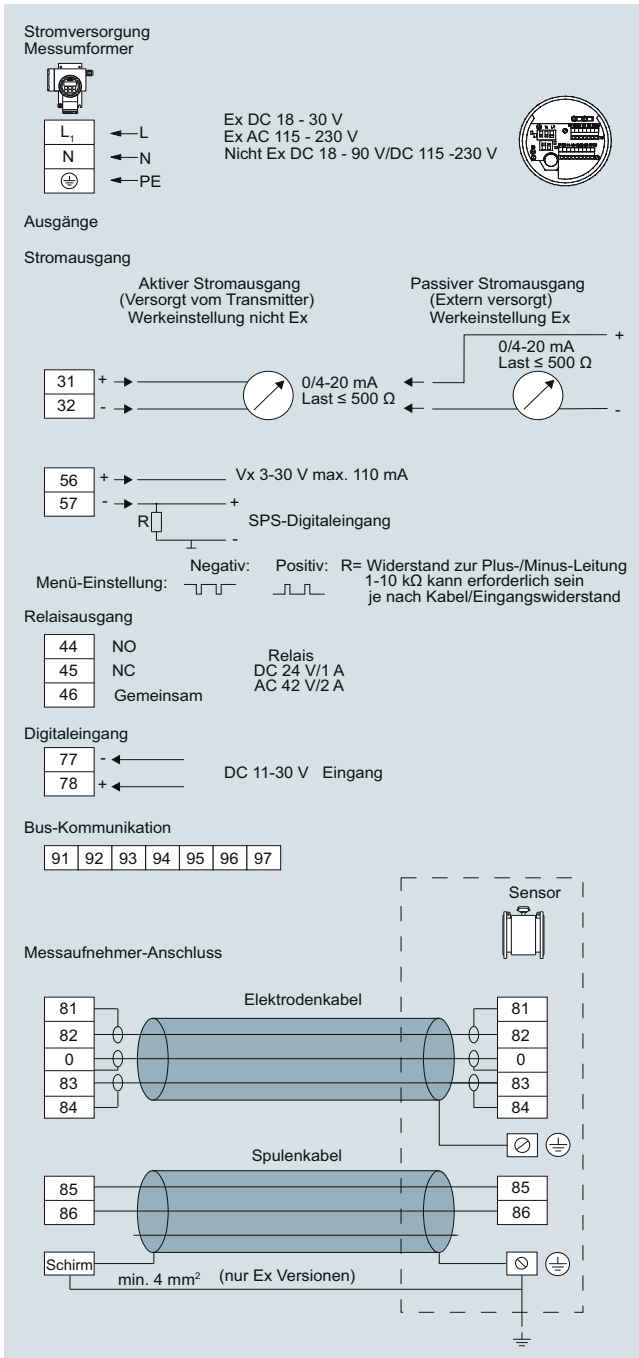 Stromversorgung
Messumformer
L1
N
L
N
PE
Ex DC 18 - 30 V
Ex AC 115 - 230 V
Nicht Ex DC 18 - 90 V/DC 115 -230 V
Ausgänge
Stromausgang
Aktiver Stromausgang
(Versorgt vom Transmitter)
Werkeinstellung nicht Ex
Passiver Stromausgang
(Extern versorgt)
Werkeinstellung Ex
31 +
32 -
0/4-20 mA
Last ≤ 500 Ω
0/4-20 mA
Last ≤ 500 Ω
+
-
56 +
57 -
Vx 3-30 V max. 110 mA
R
+
SPS-Digitaleingang
-
Menü-Einstellung:
Negativ:
Positiv:
R= Widerstand zur Plus-/Minus-Leitung
1-10 kΩ kann erforderlich sein
je nach Kabel/Eingangswiderstand
Relaisausgang
44 NO
45 NC
46 Gemeinsam
Relais
DC 24 V/1 A
AC 42 V/2 A
Digitaleingang
77 -
78 +
DC 11-30 V Eingang
Bus-Kommunikation
91 92 93 94 95 96 97
Sensor
Messaufnehmer-Anschluss
Elektrodenkabel
81 81
82 82
0 0
83 83
84 84
Spulenkabel
85 85
86 86
Schirm
min. 4 mm² (nur Ex Versionen)